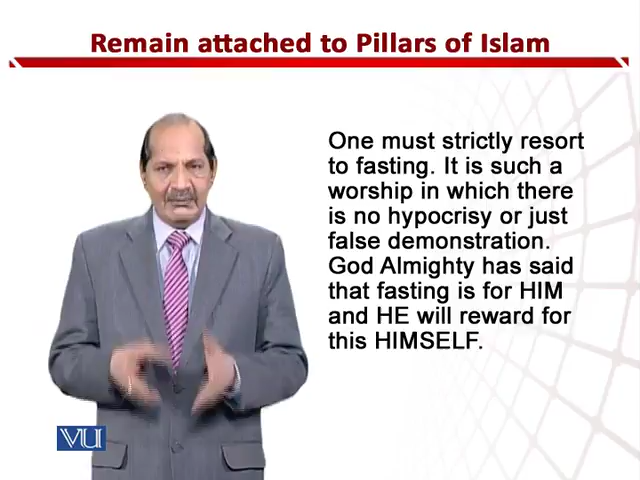 Remain attached to Pillars of Islam
One must strictly resort
to fasting. It is such a
worship in which there
is no hypocrisy or just
false demonstration.
God Almighty has said
that fasting is for HIM
and HE will reward for
this HIMSELF.
VU